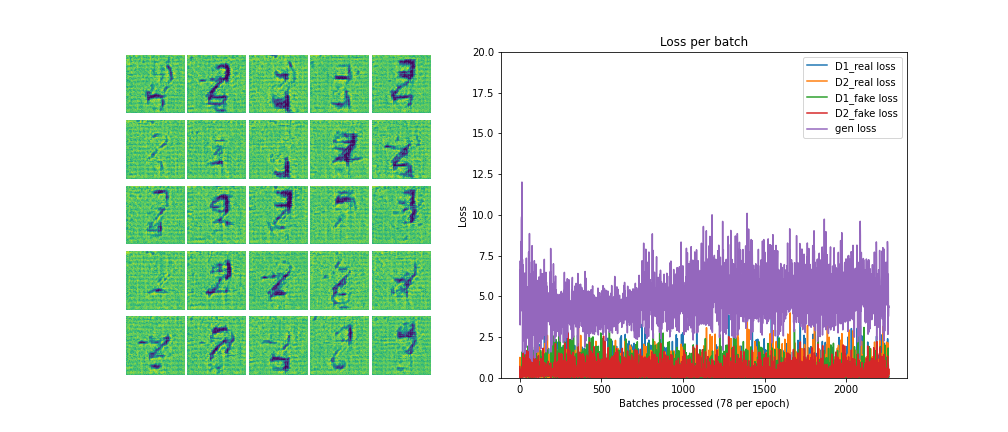 Loss per batch
20.0
17.5
15.0
12.5
10.0
7.5
5.0
2.5
0.0
Loss
D1_real loss
D2_real loss
D1_fake loss
D2_fake loss
gen loss
0
500
1000
1500
2000
Batches processed (78 per epoch)